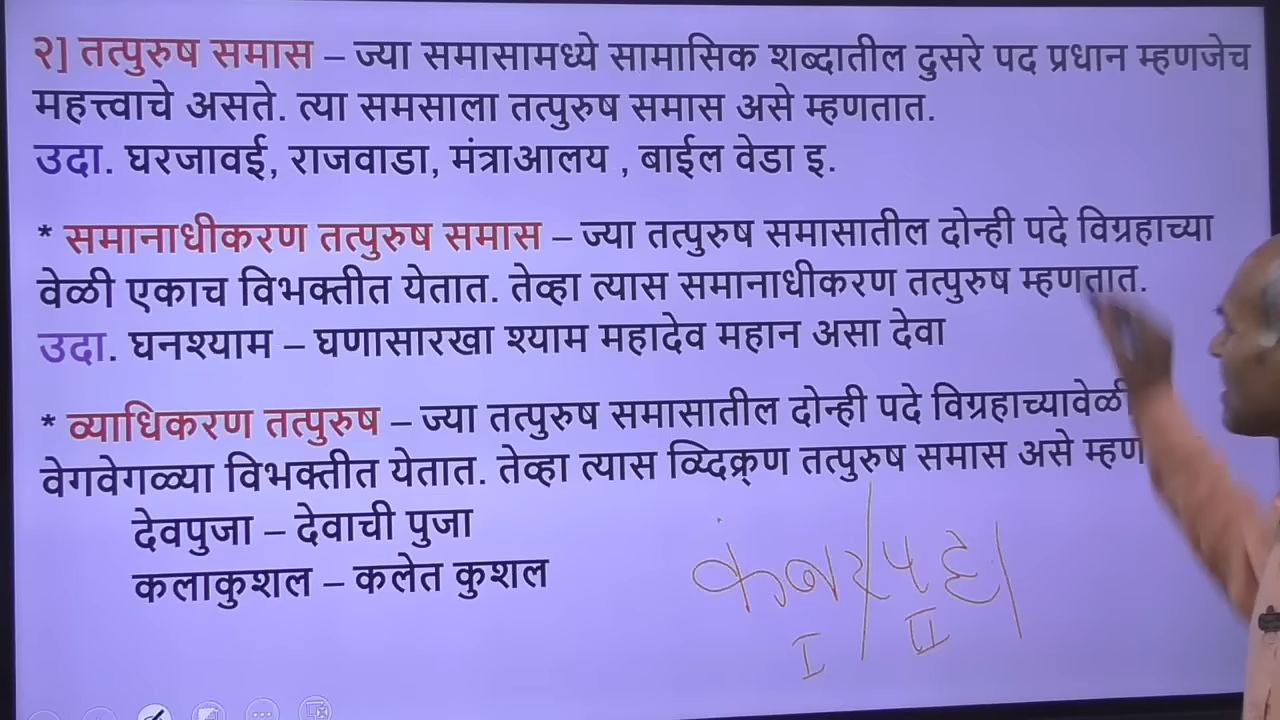 २] तत्पुरुष समास – ज्या समासामध्ये सामासिक शब्दातील दुसरे पद प्रधान म्हणजेच
महत्त्वाचे असते. त्या समसाला तत्पुरुष समास असे म्हणतात.
उदा. घरजावई, राजवाडा, मंत्राआलय , बाईल वेडा इ.
* समानाधीकरण तत्पुरुष समास – ज्या तत्पुरुष समासातील दोन्ही पदे विग्रहाच्या
वेळी एकाच विभक्तीत येतात. तेव्हा त्यास समानाधीकरण तत्पुरुष म्हणतात.
उदा. घनश्याम – घणासारखा श्याम महादेव महान असा देवा
* व्याधिकरण तत्पुरुष – ज्या तत्पुरुष समासातील दोन्ही पदे विग्रहाच्यावेळी
वेगवेगळ्या विभक्तीत येतात. तेव्हा त्यास तत्पुरुष समास असे म्हण
देवपुजा – देवाची पुजा
कलाकुशल – कलेत कुशल
I II